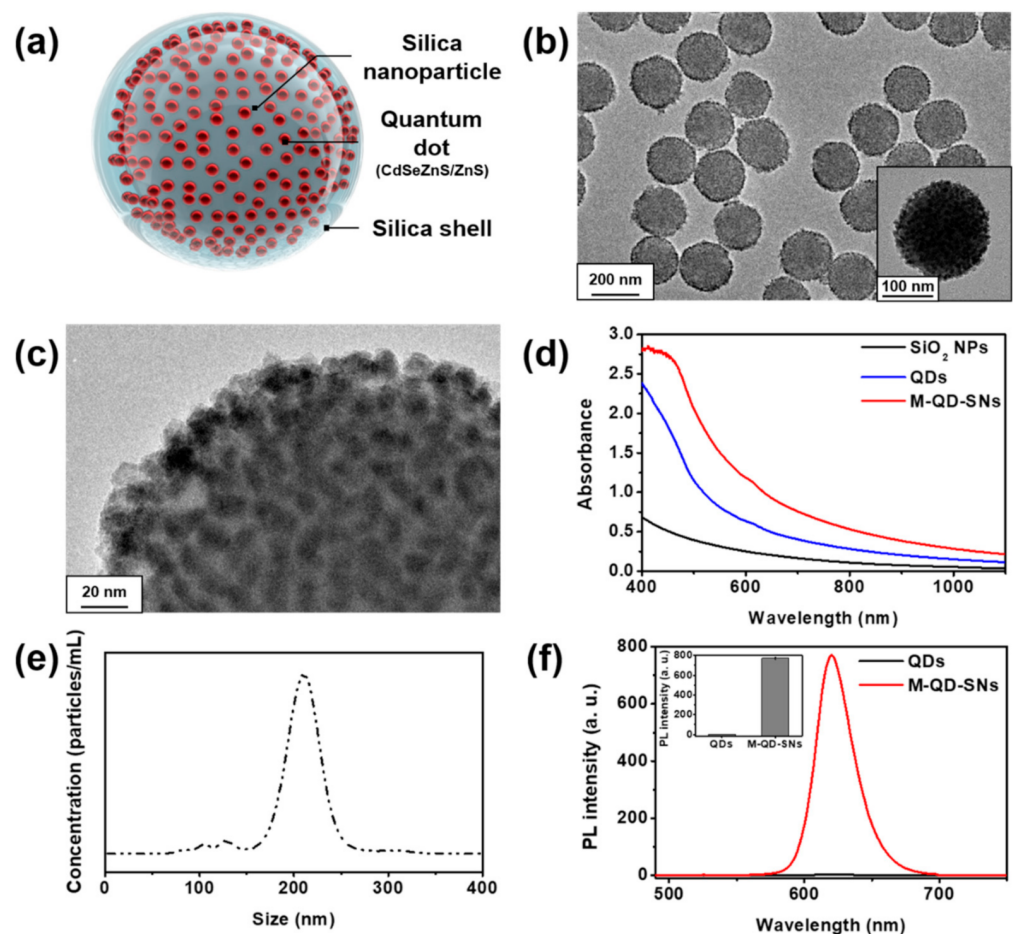 (a)
Silica
nanoparticle
Quantum
dot
(CdSeZnS/ZnS)
Silica shell
(b)
200 nm
100 nm
(c)
20 nm
(d)
3.0
2.5
2.0
1.5
1.0
0.5
0.0
Absorbance
SiO2 NPs
QDs
M-QD-SNs
400
600
800
1000
Wavelength (nm)
(e)
Concentration (particles/mL)
0
100
200
300
400
Size (nm)
(f)
800
600
400
200
0
PL intensity (a. u.)
800
600
400
200
0
PL intensity (a. u.)
QDs
M-QD-SNs
QDs
M-QD-SNs
500
600
700
Wavelength (nm)